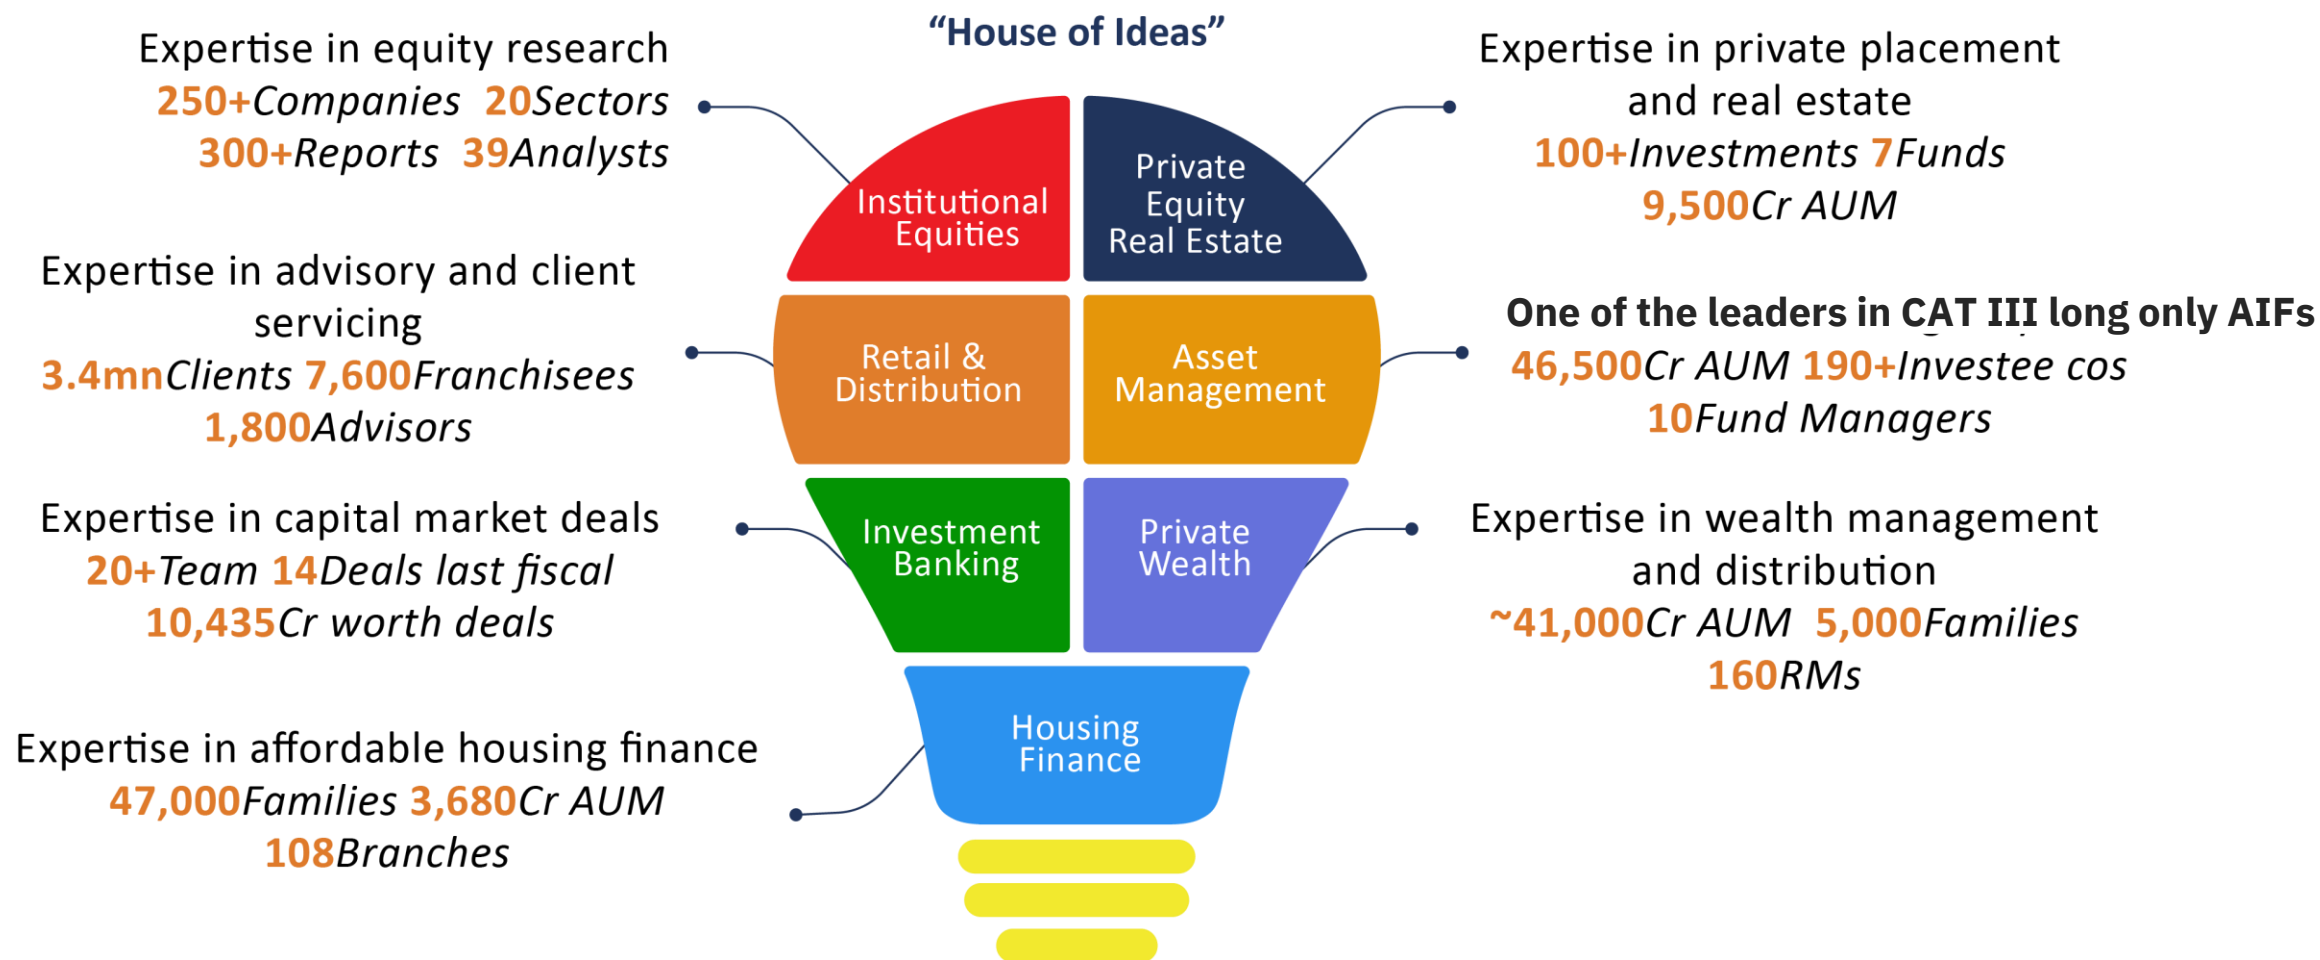 “House of Ideas”
Expertise in equity research
250+Companies 20Sectors
300+Reports 39Analysts
Expertise in advisory and client
servicing
3.4mnClients 7,600Franchisees
1,800Advisors
Expertise in capital market deals
20+Team 14Deals last fiscal
10,435Cr worth deals
Expertise in affordable housing finance
47,000Families 3,680Cr AUM
108Branches
Institutional
Equities
Private
Equity
Real Estate
Retail &
Distribution
Asset
Management
Investment
Banking
Private
Wealth
Housing
Finance
Expertise in private placement
and real estate
100+Investments 7Funds
9,500Cr AUM
One of the leaders in CAT III long only AIFs
46,500Cr AUM 190+Investee cos
10Fund Managers
Expertise in wealth management
and distribution
~41,000Cr AUM 5,000Families
160RMs